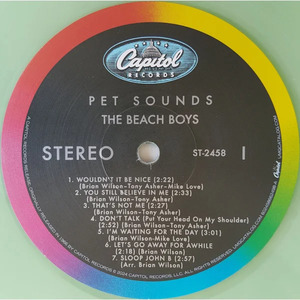 Capitol
RECORDS
PET SOUNDS
THE BEACH BOYS
STEREO ST-2458 1
1. WOULDN'T IT BE NICE (2:22)
(Brian Wilson-Tony Asher-Mike Love)
2. YOU STILL BELIEVE IN ME (2:33)
(Brian Wilson-Tony Asher)
3. THAT'S NOT ME (2:27)
(Brian Wilson-Tony Asher)
4. DON'T TALK (Put Your Head On My Shoulder)
(2:52) (Brian Wilson-Tony Asher)
5. I'M WAITING FOR THE DAY (3:01)
(Brian Wilson-Mike Love)
6. LET'S GO AWAY FOR AWHILE
(2:18) (Brian Wilson)
7. SLOOP JOHN B (2:57)
(Arr. Brian Wilson)